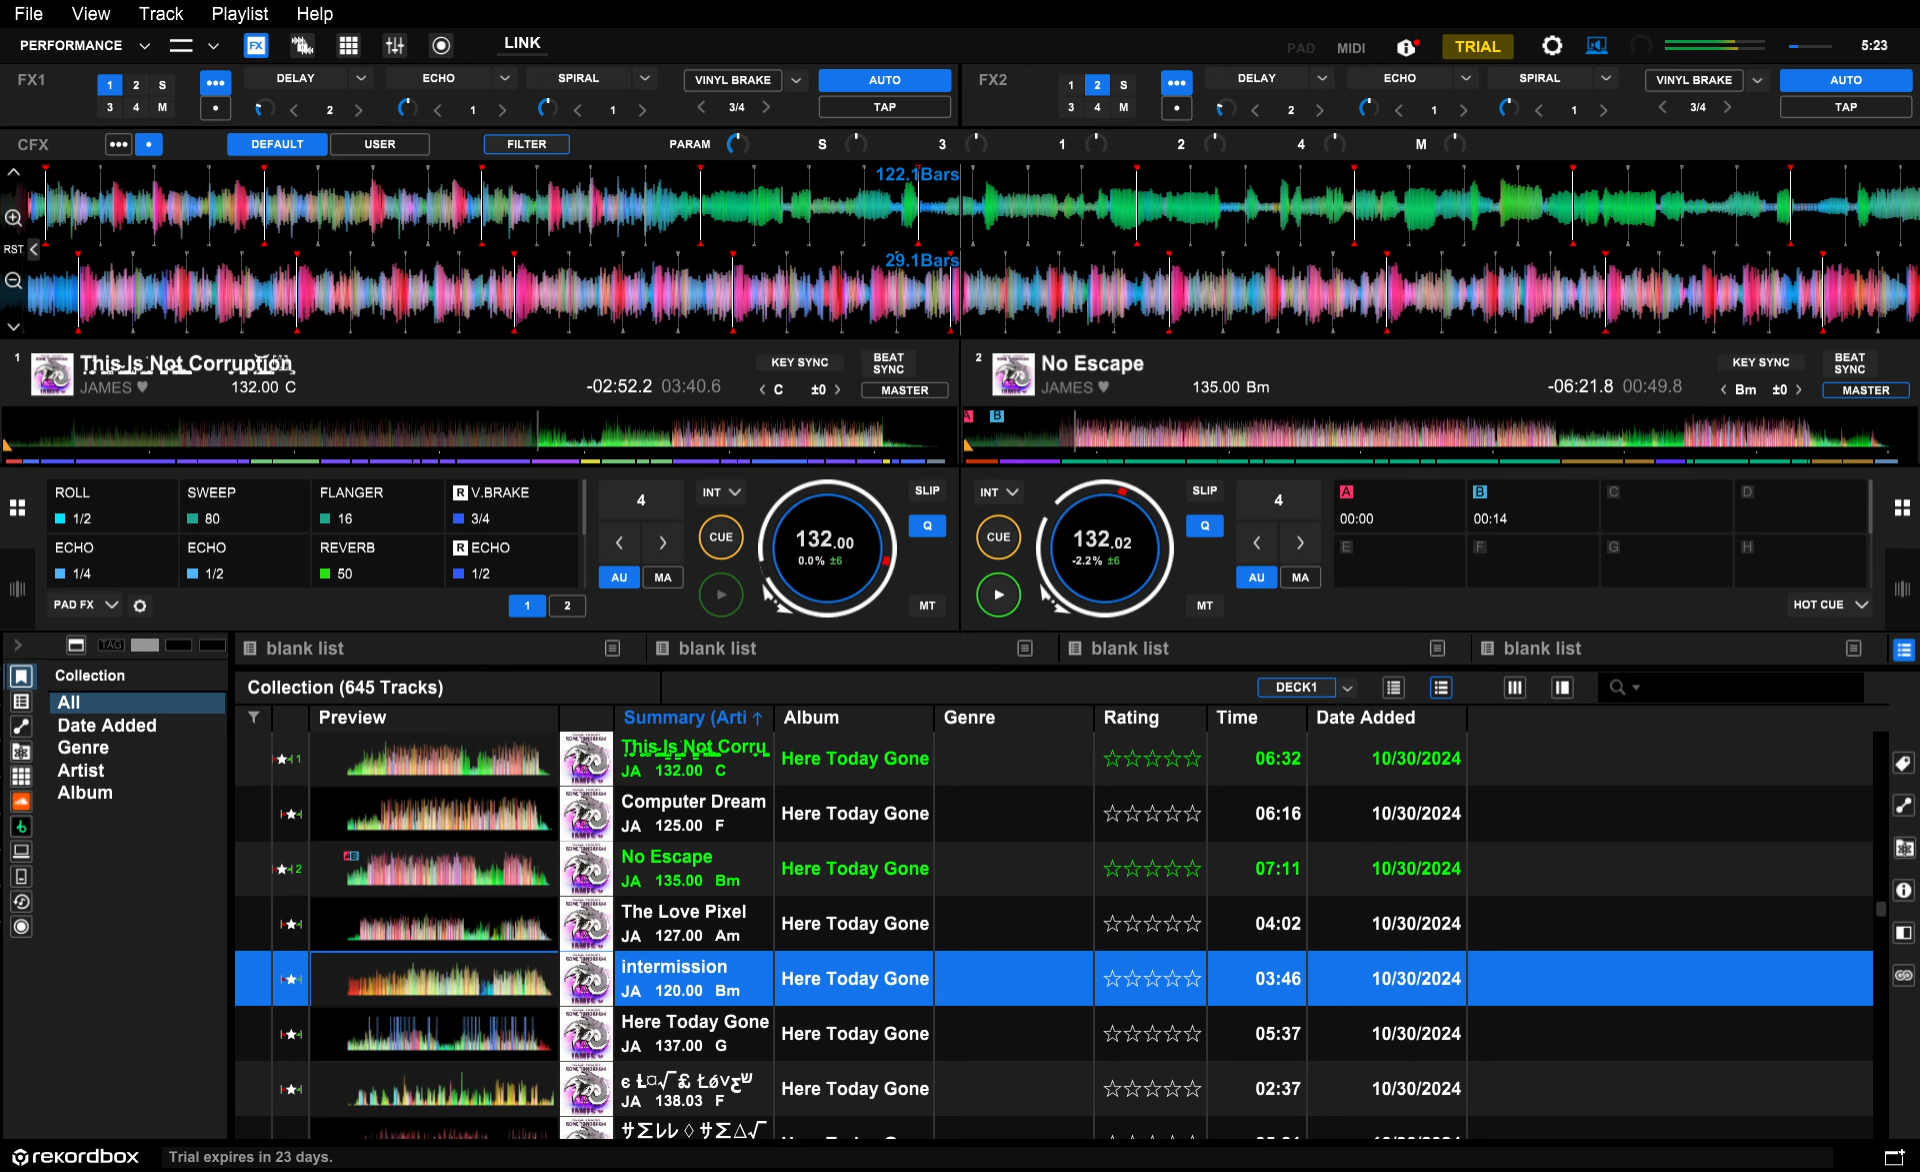 File View Track Playlist Help
PERFORMANCE FX LINK PAD MIDI TRIAL 5:23
FX1 1 2 S 3 4 M DELAY ECHO SPIRAL VINYL BRAKE AUTO
2 1 1 3/4 TAP
FX2 1 2 S 3 4 M DELAY ECHO SPIRAL VINYL BRAKE AUTO
2 1 1 3/4 TAP
CFX DEFAULT USER FILTER PARAM S 3 1 2 4 M
122.1Bars
RST
29.1Bars
1 This Is Not Corruption KEY SYNC BEAT SYNC
JAMES ♥ 132.00 C -02:52.2 03:40.6 C ±0 MASTER
2 No Escape KEY SYNC BEAT SYNC
JAMES ♥ 135.00 Bm -06:21.8 00:49.8 Bm ±0 MASTER
A B
ROLL SWEEP FLANGER R V.BRAKE 4 INT SLIP
1/2 80 16 3/4 CUE 132.00 Q
ECHO ECHO REVERB R ECHO 0.0% ±6
1/4 1/2 50 1/2 AU MA
PAD FX 1 2 MT
INT SLIP 4 A B C D
CUE 132.02 Q 00:00 00:14
-2.2% ±6 E F G H
AU MA
MT HOT CUE
TAG blank list blank list blank list blank list
Collection
All
Date Added
Genre
Artist
Album
Collection (645 Tracks) DECK1
Preview Summary (Arti ↑ Album Genre Rating Time Date Added
1 This Is Not Corru Here Today Gone ☆☆☆☆☆ 06:32 10/30/2024
JA 132.00 C
Computer Dream Here Today Gone ☆☆☆☆☆ 06:16 10/30/2024
JA 125.00 F
2 No Escape Here Today Gone ☆☆☆☆☆ 07:11 10/30/2024
JA 135.00 Bm
The Love Pixel Here Today Gone ☆☆☆☆☆ 04:02 10/30/2024
JA 127.00 Am
intermission Here Today Gone ☆☆☆☆☆ 03:46 10/30/2024
JA 120.00 Bm
Here Today Gone Here Today Gone ☆☆☆☆☆ 05:37 10/30/2024
JA 137.00 G
Here Today Gone ☆☆☆☆☆ 02:37 10/30/2024
JA 138.03 F
rekordbox Trial expires in 23 days.